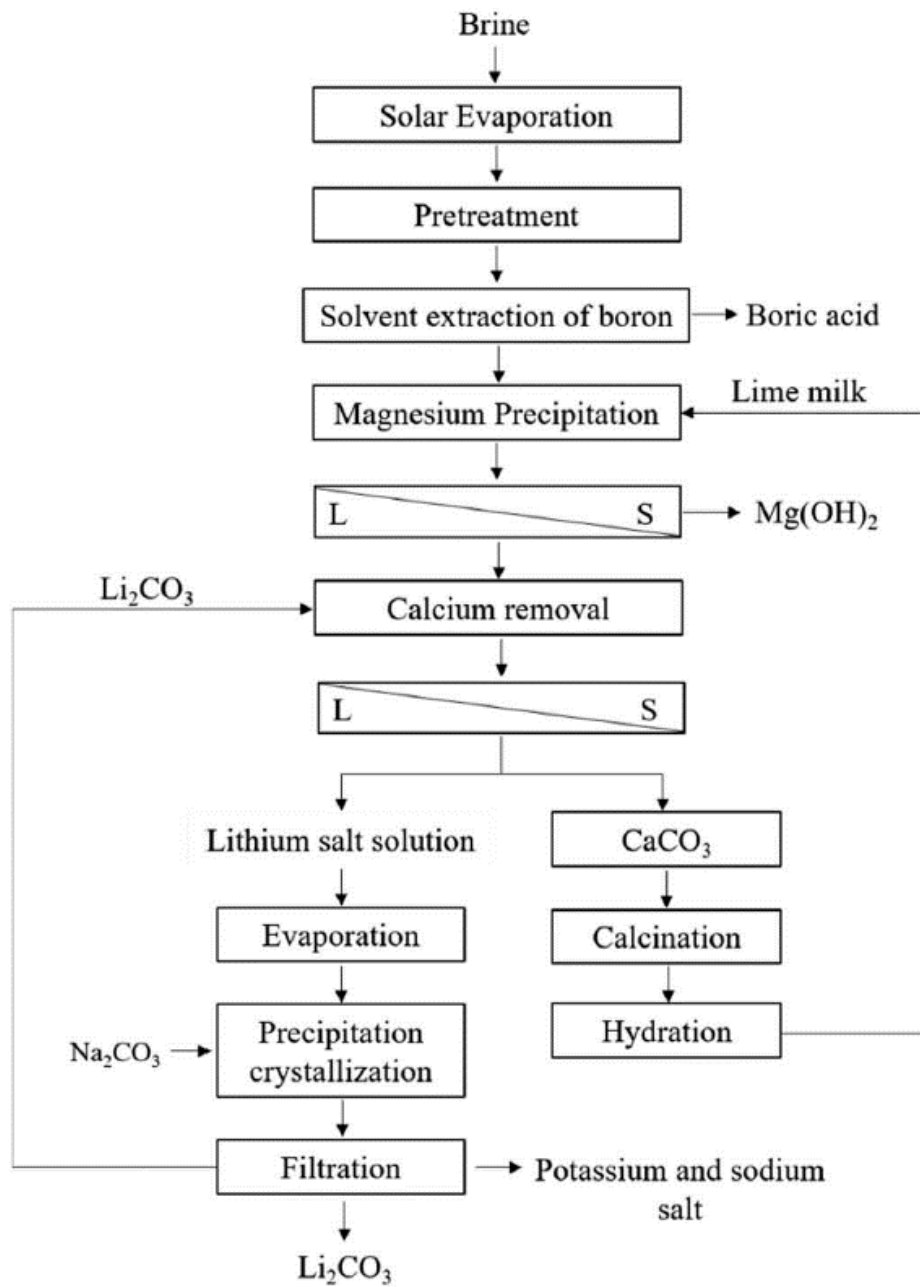 Brine
Solar Evaporation
Pretreatment
Solvent extraction of boron
Boric acid
Lime milk
Magnesium Precipitation
L
S
Mg(OH)₂
Li₂CO₃
Calcium removal
L
S
Lithium salt solution
CaCO₃
Evaporation
Calcination
Na₂CO₃
Precipitation
crystallization
Hydration
Filtration
Potassium and sodium
salt
Li₂CO₃